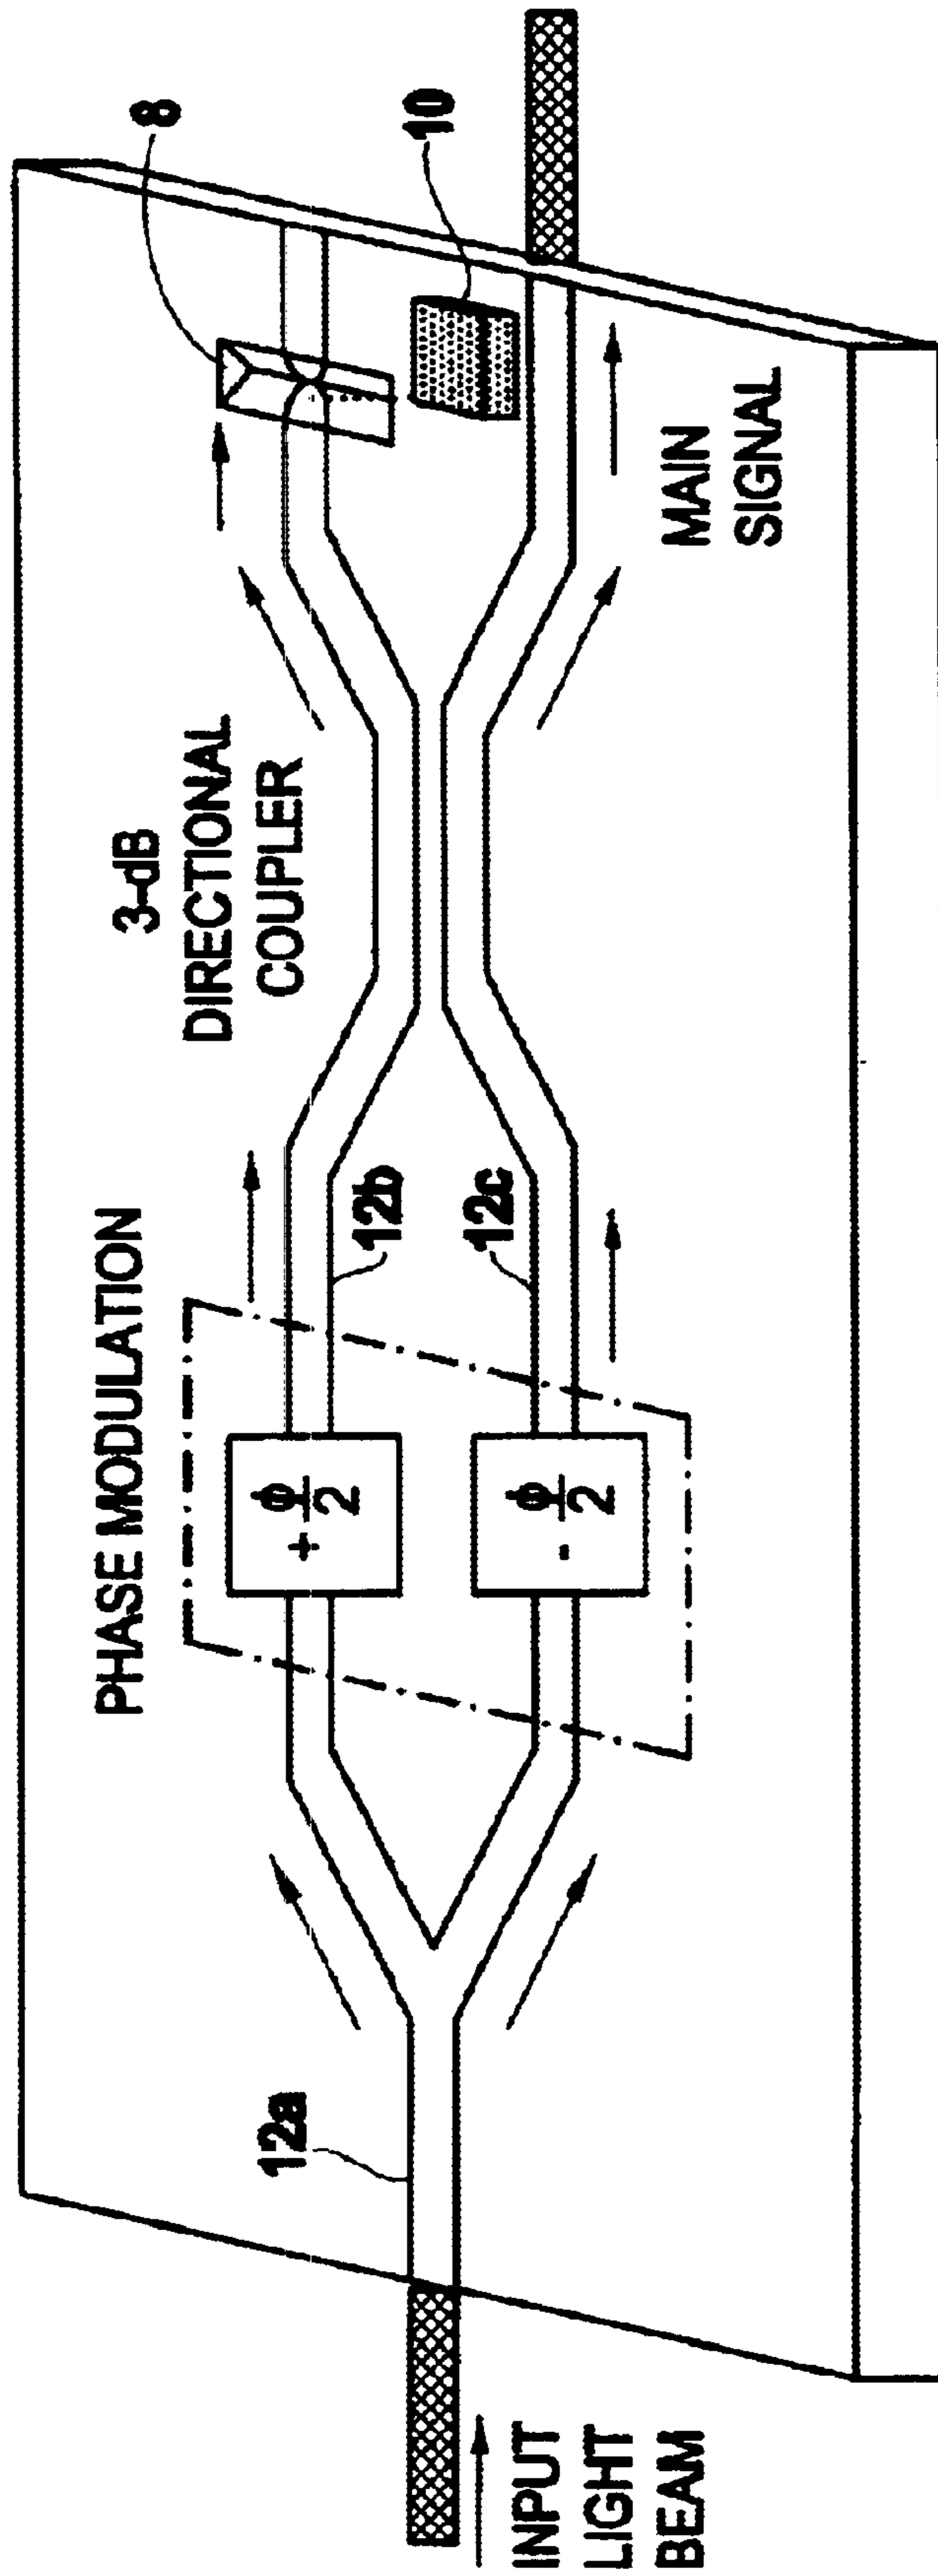 8
10
3-dB
DIRECTIONAL
COUPLER
PHASE MODULATION
12b
12c
+ ϕ/2
- ϕ/2
MAIN
SIGNAL
12a
INPUT
LIGHT
BEAM